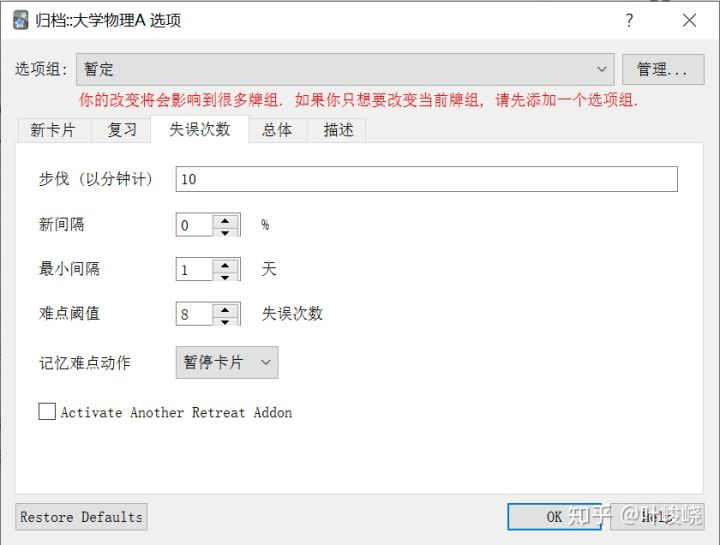 归档::大学物理A 选项
?
选项组: 暂定 管理...
你的改变将会影响到很多牌组. 如果你只想要改变当前牌组, 请先添加一个选项组.
新卡片 复习 失误次数 总体 描述
步伐 (以分钟计) 10
新间隔 0 %
最小间隔 1 天
难点阈值 8 失误次数
记忆难点动作 暂停卡片
Activate Another Retreat Addon
Restore Defaults OK Help
知乎 @叶峻峣